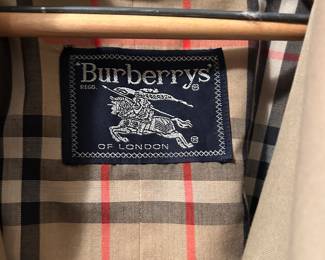 Burberrys
REGD. ®
OF LONDON ®